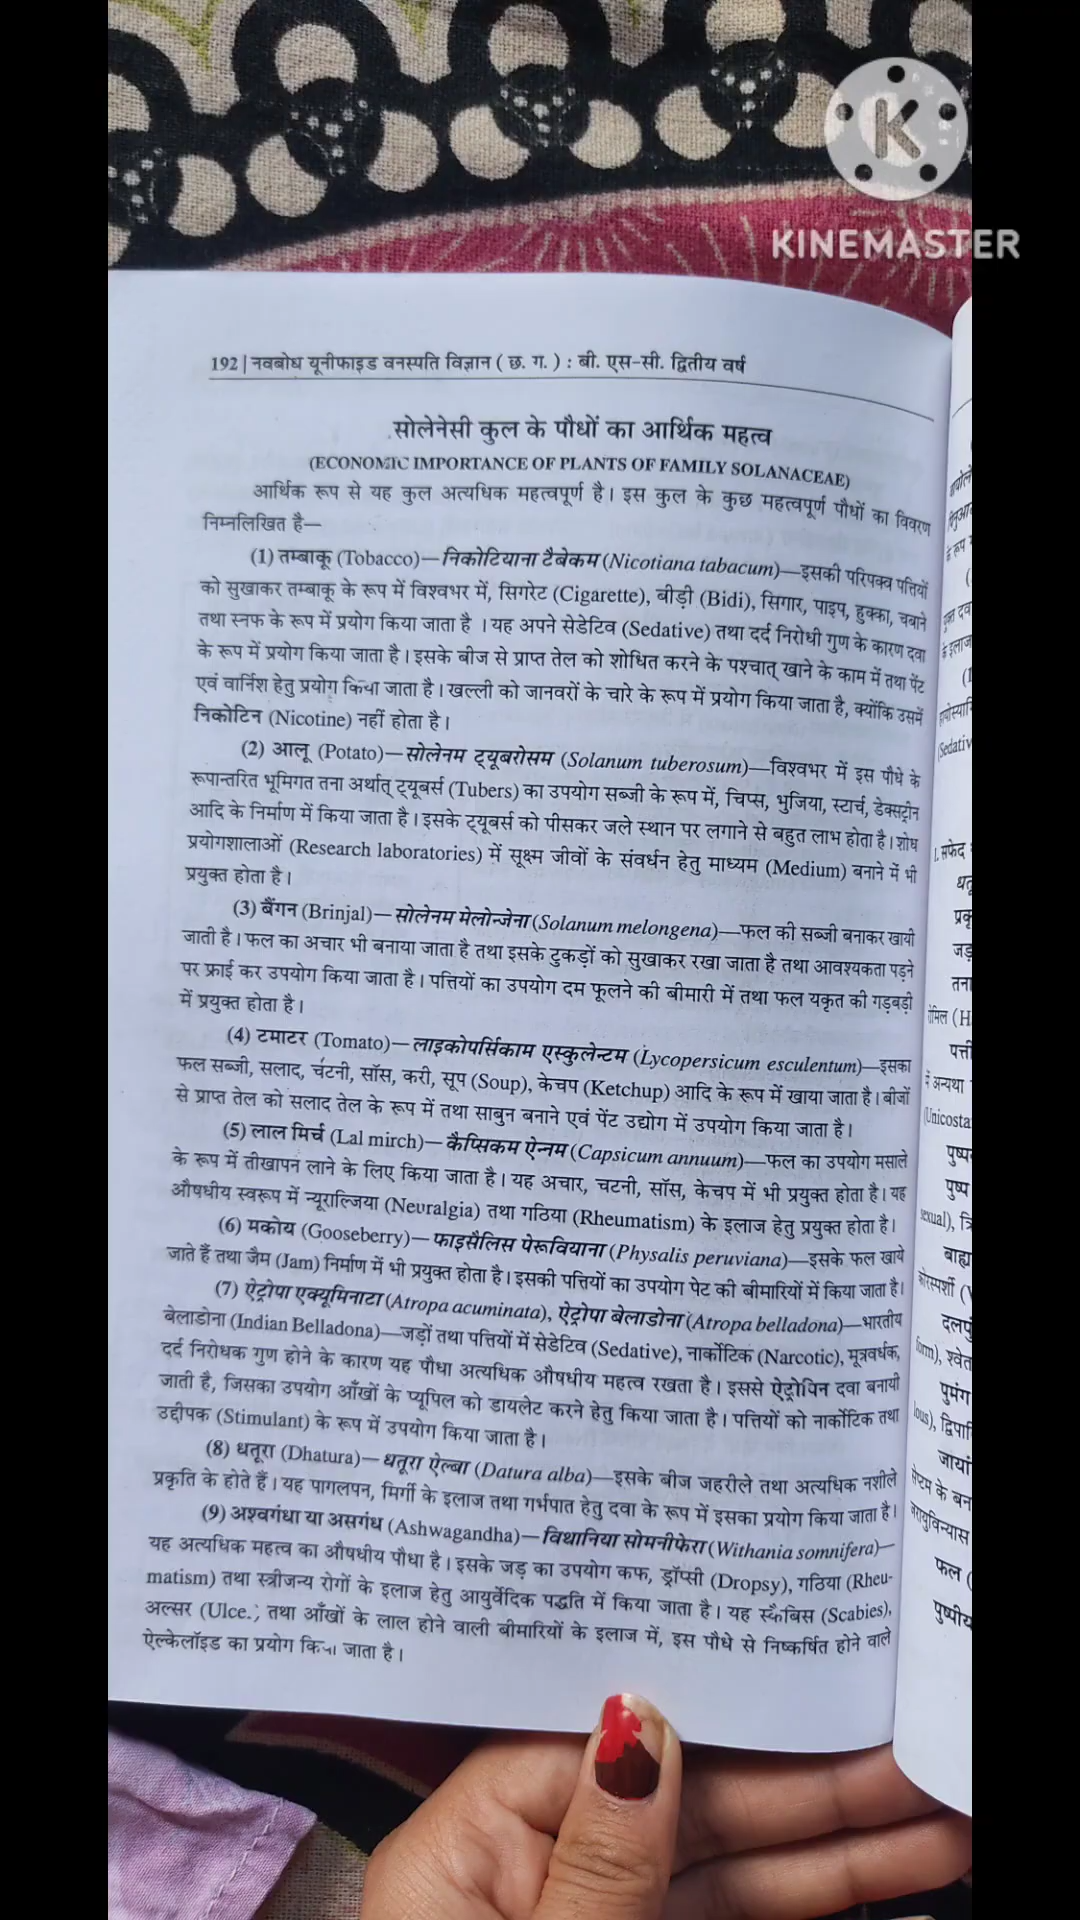 KINEMASTER
192 | नवबोध यूनीफाइड वनस्पति विज्ञान ( छ. ग. ) : बी. एस-सी. द्वितीय वर्ष
सोलेनेसी कुल के पौधों का आर्थिक महत्व
(ECONOMIC IMPORTANCE OF PLANTS OF FAMILY SOLANACEAE)
आर्थिक रूप से यह कुल अत्यधिक महत्वपूर्ण है। इस कुल के कुछ महत्वपूर्ण पौधों का विवरण
निम्नलिखित है—
(1) तम्बाकू (Tobacco)—निकोटियाना टैबेकम (Nicotiana tabacum)—इसकी परिपक्व पत्तियों
को सुखाकर तम्बाकू के रूप में विश्वभर में, सिगरेट (Cigarette), बीड़ी (Bidi), सिगार, पाइप, हुक्का, चबाने
तथा स्नफ के रूप में प्रयोग किया जाता है । यह अपने सेडेटिव (Sedative) तथा दर्द निरोधी गुण के कारण दवा
के रूप में प्रयोग किया जाता है। इसके बीज से प्राप्त तेल को शोधित करने के पश्चात् खाने के काम में तथा पेंट
एवं वार्निश हेतु प्रयोग किया जाता है। खल्ली को जानवरों के चारे के रूप में प्रयोग किया जाता है, क्योंकि उसमें
निकोटिन (Nicotine) नहीं होता है।
(2) आलू (Potato)—सोलेनम ट्यूबरोसम (Solanum tuberosum)—विश्वभर में इस पौधे के
रूपान्तरित भूमिगत तना अर्थात् ट्यूबर्स (Tubers) का उपयोग सब्जी के रूप में, चिप्स, भुजिया, स्टार्च, डेक्सट्रीन
आदि के निर्माण में किया जाता है। इसके ट्यूबर्स को पीसकर जले स्थान पर लगाने से बहुत लाभ होता है। शोध
प्रयोगशालाओं (Research laboratories) में सूक्ष्म जीवों के संवर्धन हेतु माध्यम (Medium) बनाने में भी
प्रयुक्त होता है।
(3) बैंगन (Brinjal)—सोलेनम मेलोन्जेना (Solanum melongena)—फल की सब्जी बनाकर खायी
जाती है। फल का अचार भी बनाया जाता है तथा इसके टुकड़ों को सुखाकर रखा जाता है तथा आवश्यकता पड़ने
पर फ्राई कर उपयोग किया जाता है। पत्तियों का उपयोग दम फूलने की बीमारी में तथा फल यकृत की गड़बड़ी
में प्रयुक्त होता है।
(4) टमाटर (Tomato)—लाइकोपर्सिकाम एस्कुलेन्टम (Lycopersicum esculentum)—इसका
फल सब्जी, सलाद, चटनी, सॉस, करी, सूप (Soup), केचप (Ketchup) आदि के रूप में खाया जाता है। बीजों
से प्राप्त तेल को सलाद तेल के रूप में तथा साबुन बनाने एवं पेंट उद्योग में उपयोग किया जाता है।
(5) लाल मिर्च (Lal mirch)—कैप्सिकम ऐन्नम (Capsicum annuum)—फल का उपयोग मसाले
के रूप में तीखापन लाने के लिए किया जाता है। यह अचार, चटनी, सॉस, केचप में भी प्रयुक्त होता है। यह
औषधीय स्वरूप में न्यूराल्जिया (Neuralgia) तथा गठिया (Rheumatism) के इलाज हेतु प्रयुक्त होता है।
(6) मकोय (Gooseberry)—फाइसैलिस पेरूवियाना (Physalis peruviana)—इसके फल खाये
जाते हैं तथा जैम (Jam) निर्माण में भी प्रयुक्त होता है। इसकी पत्तियों का उपयोग पेट की बीमारियों में किया जाता है।
(7) ऐट्रोपा एक्यूमिनाटा (Atropa acuminata), ऐट्रोपा बेलाडोना (Atropa belladona)—भारतीय
बेलाडोना (Indian Belladona)—जड़ों तथा पत्तियों में सेडेटिव (Sedative), नार्कोटिक (Narcotic), मूत्रवर्धक,
दर्द निरोधक गुण होने के कारण यह पौधा अत्यधिक औषधीय महत्व रखता है। इससे ऐट्रोपिन दवा बनायी
जाती है, जिसका उपयोग आँखों के प्यूपिल को डायलेट करने हेतु किया जाता है। पत्तियों को नार्कोटिक तथा
उद्दीपक (Stimulant) के रूप में उपयोग किया जाता है।
(8) धतूरा (Dhatura)—धतूरा ऐल्बा (Datura alba)—इसके बीज जहरीले तथा अत्यधिक नशीले
प्रकृति के होते हैं। यह पागलपन, मिर्गी के इलाज तथा गर्भपात हेतु दवा के रूप में इसका प्रयोग किया जाता है।
(9) अश्वगंधा या असगंध (Ashwagandha)—विथानिया सोमनीफेरा (Withania somnifera)—
यह अत्यधिक महत्व का औषधीय पौधा है। इसके जड़ का उपयोग कफ, ड्रॉप्सी (Dropsy), गठिया (Rheu-
matism) तथा स्त्रीजन्य रोगों के इलाज हेतु आयुर्वेदिक पद्धति में किया जाता है। यह स्कैबिस (Scabies),
अल्सर (Ulce.) तथा आँखों के लाल होने वाली बीमारियों के इलाज में, इस पौधे से निष्कर्षित होने वाले
ऐल्केलॉइड का प्रयोग किया जाता है।